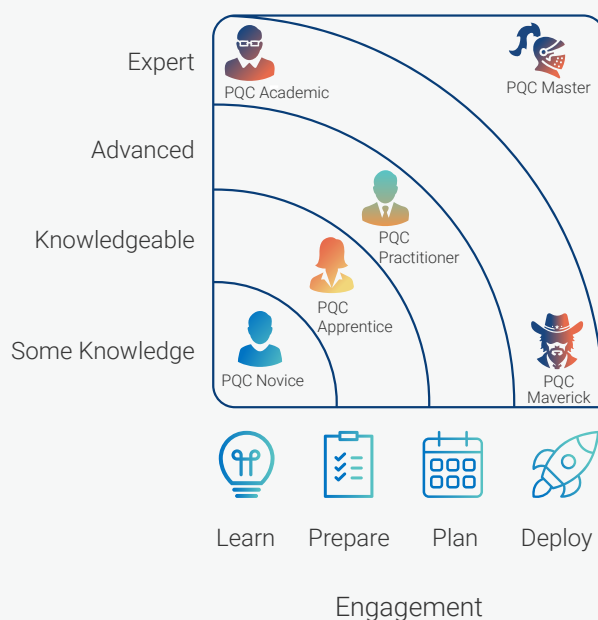 Expert
PQC Academic
PQC Master
Advanced
Knowledgeable
PQC
Practitioner
PQC
Apprentice
Some Knowledge
PQC Novice
PQC
Maverick
Learn
Prepare
Plan
Deploy
Engagement